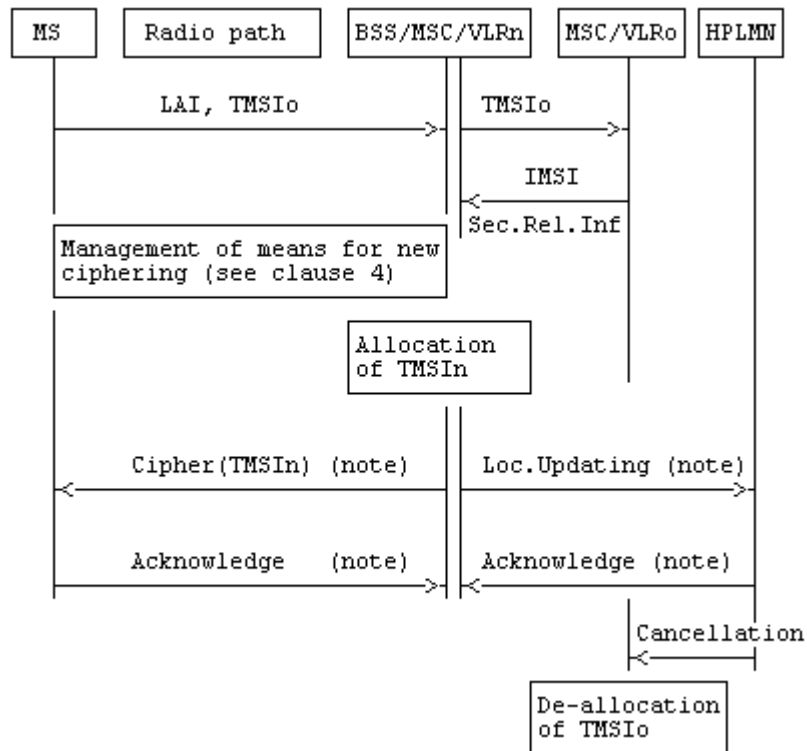 MS Radio path BSS/MSC/VLRn MSC/VLRo HPLMN
LAI, TMSIo TMSIo
IMSI
Sec.Rel.Inf
Management of means for new
ciphering (see clause 4)
Allocation
of TMSIn
Cipher(TMSIn) (note) Loc.Updating (note)
Acknowledge (note) Acknowledge (note)
Cancellation
De-allocation
of TMSIo